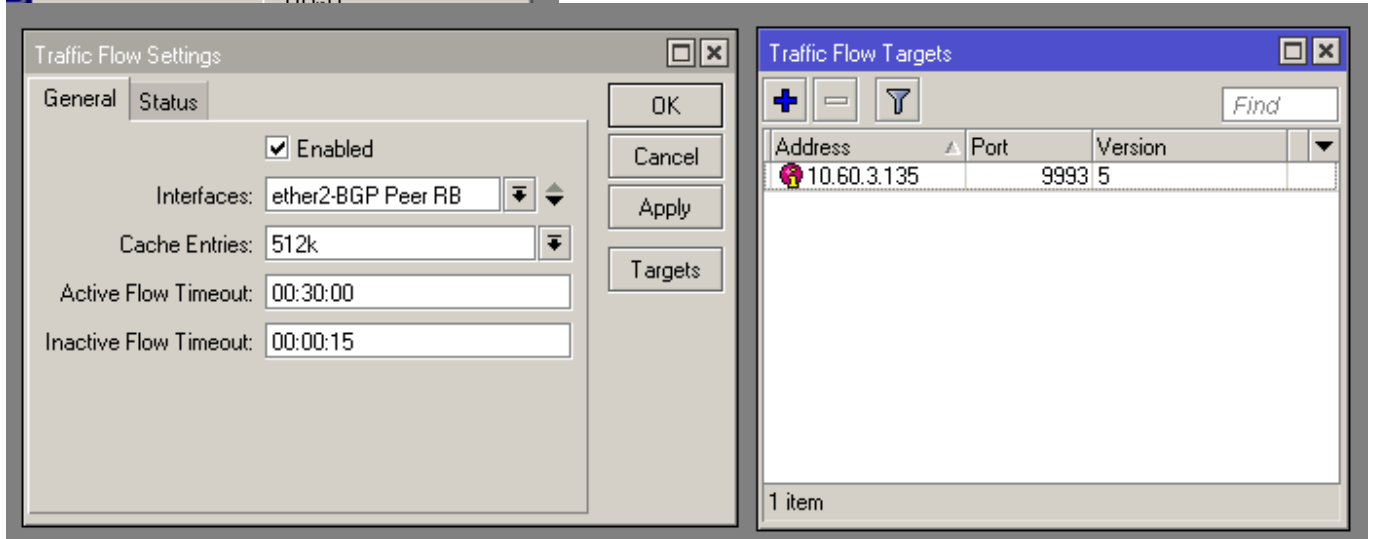 Traffic Flow Settings
General Status
Enabled
Interfaces: ether2-BGP Peer RB
Cache Entries: 512k
Active Flow Timeout: 00:30:00
Inactive Flow Timeout: 00:00:15
OK
Cancel
Apply
Targets
Traffic Flow Targets
Find
Address Port Version
10.60.3.135 9993 5
1 item